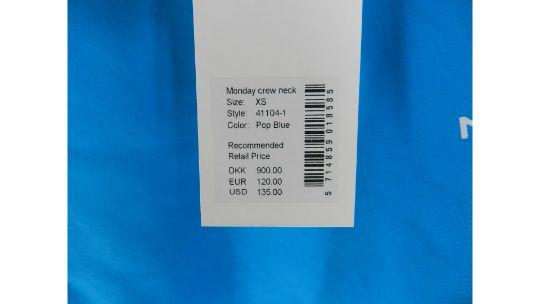 Monday crew neck
Size: XS
Style: 41104-1
Color: Pop Blue
Recommended
Retail Price
DKK 900.00
EUR 120.00
USD 135.00
5 714859 018585